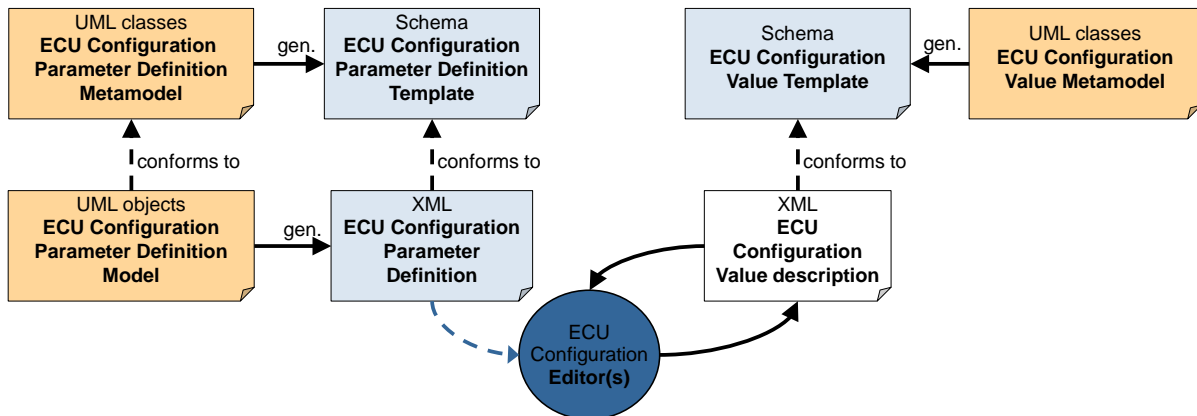 UML classes
ECU Configuration
Parameter Definition
Metamodel
gen.
Schema
ECU Configuration
Parameter Definition
Template
Schema
ECU Configuration
Value Template
gen.
UML classes
ECU Configuration
Value Metamodel
conforms to
conforms to
conforms to
UML objects
ECU Configuration
Parameter Definition
Model
gen.
XML
ECU Configuration
Parameter
Definition
XML
ECU
Configuration
Value description
ECU
Configuration
Editor(s)